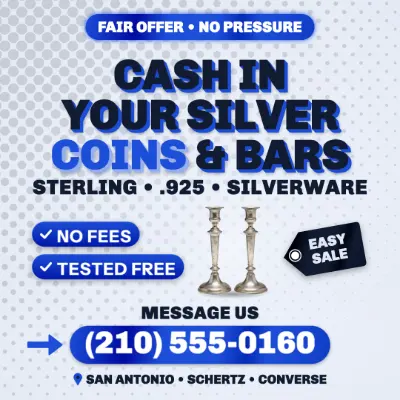 FAIR OFFER • NO PRESSURE
CASH IN
YOUR SILVER
COINS & BARS
STERLING • .925 • SILVERWARE
NO FEES
TESTED FREE
EASY
SALE
MESSAGE US
(210) 555-0160
SAN ANTONIO • SCHERTZ • CONVERSE